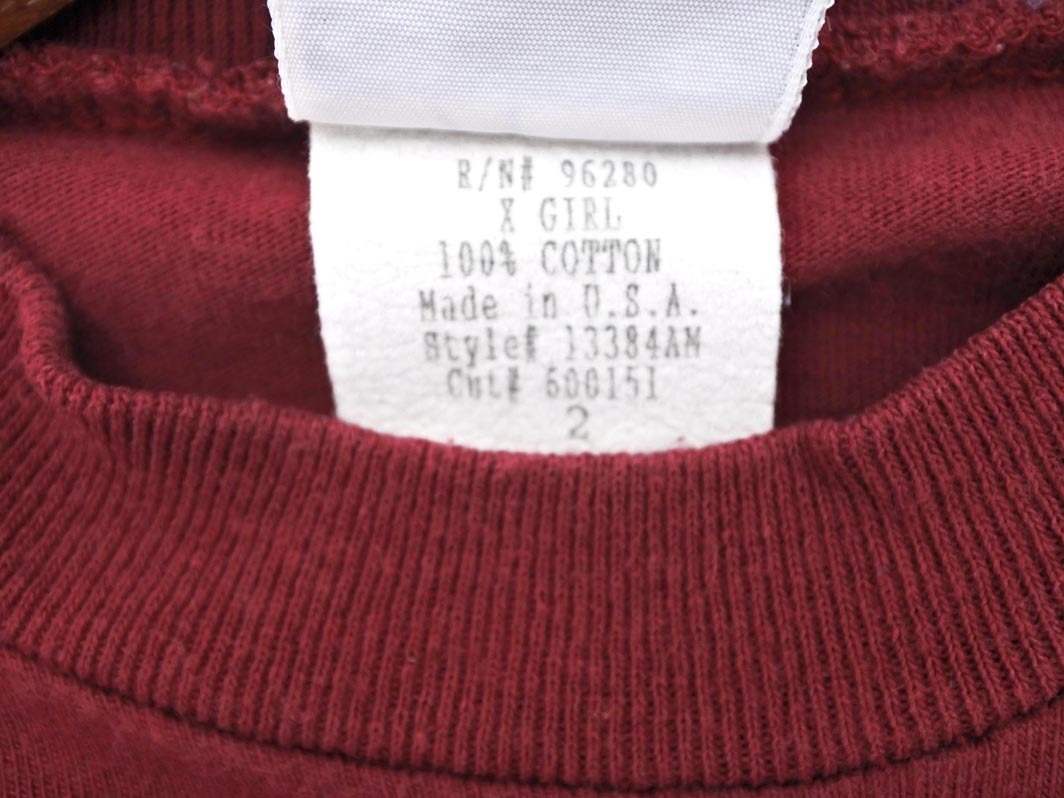 R/N# 96280
X GIRL
100% COTTON
Made in U.S.A.
Style# 13384AM
Cut# 600151
2